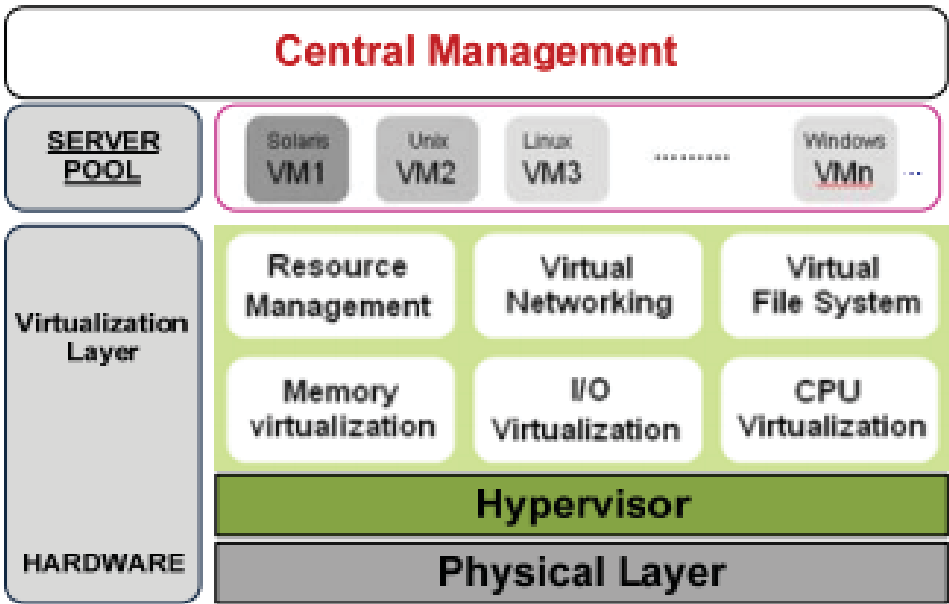 Central Management
SERVER
POOL
Solaris
VM1
Unix
VM2
Linux
VM3
.........
Windows
VMn
...
Virtualization
Layer
HARDWARE
Resource
Management
Virtual
Networking
Virtual
File System
Memory
virtualization
I/O
Virtualization
CPU
Virtualization
Hypervisor
Physical Layer